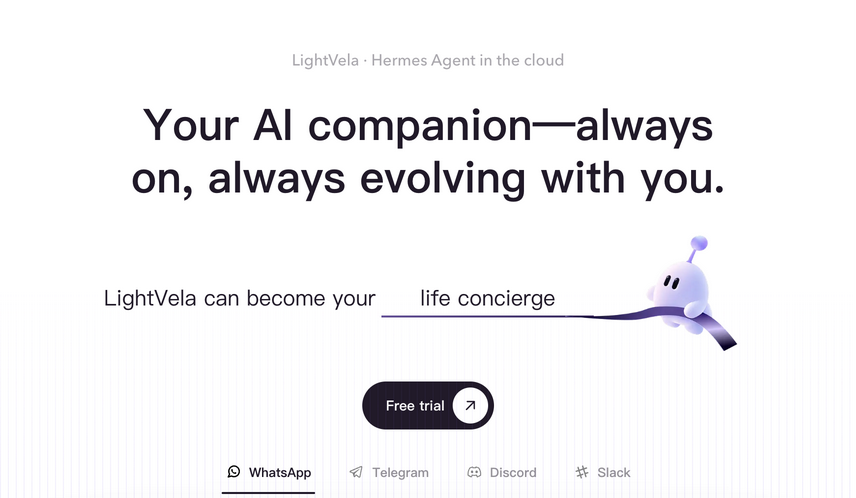 LightVela · Hermes Agent in the cloud
Your AI companion—always
on, always evolving with you.
LightVela can become your life concierge
Free trial
WhatsApp Telegram Discord Slack